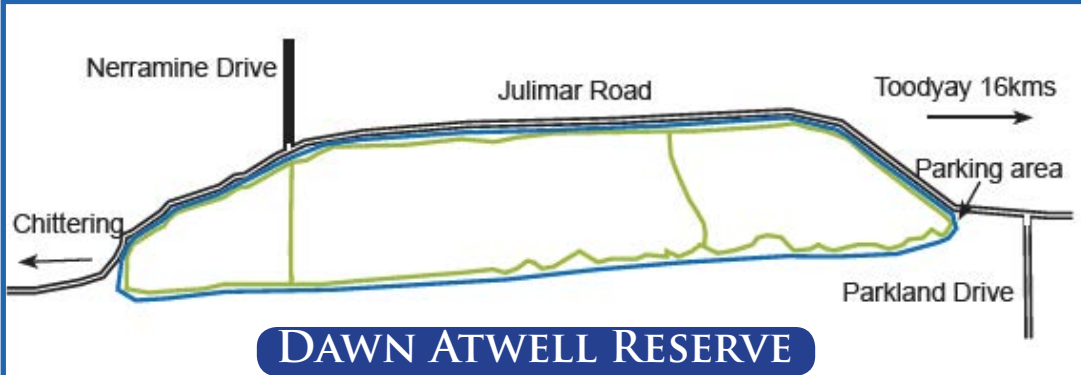 Nerramine Drive
Julimar Road
Toodyay 16kms
Parking area
Chittering
Parkland Drive
DAWN ATWELL RESERVE